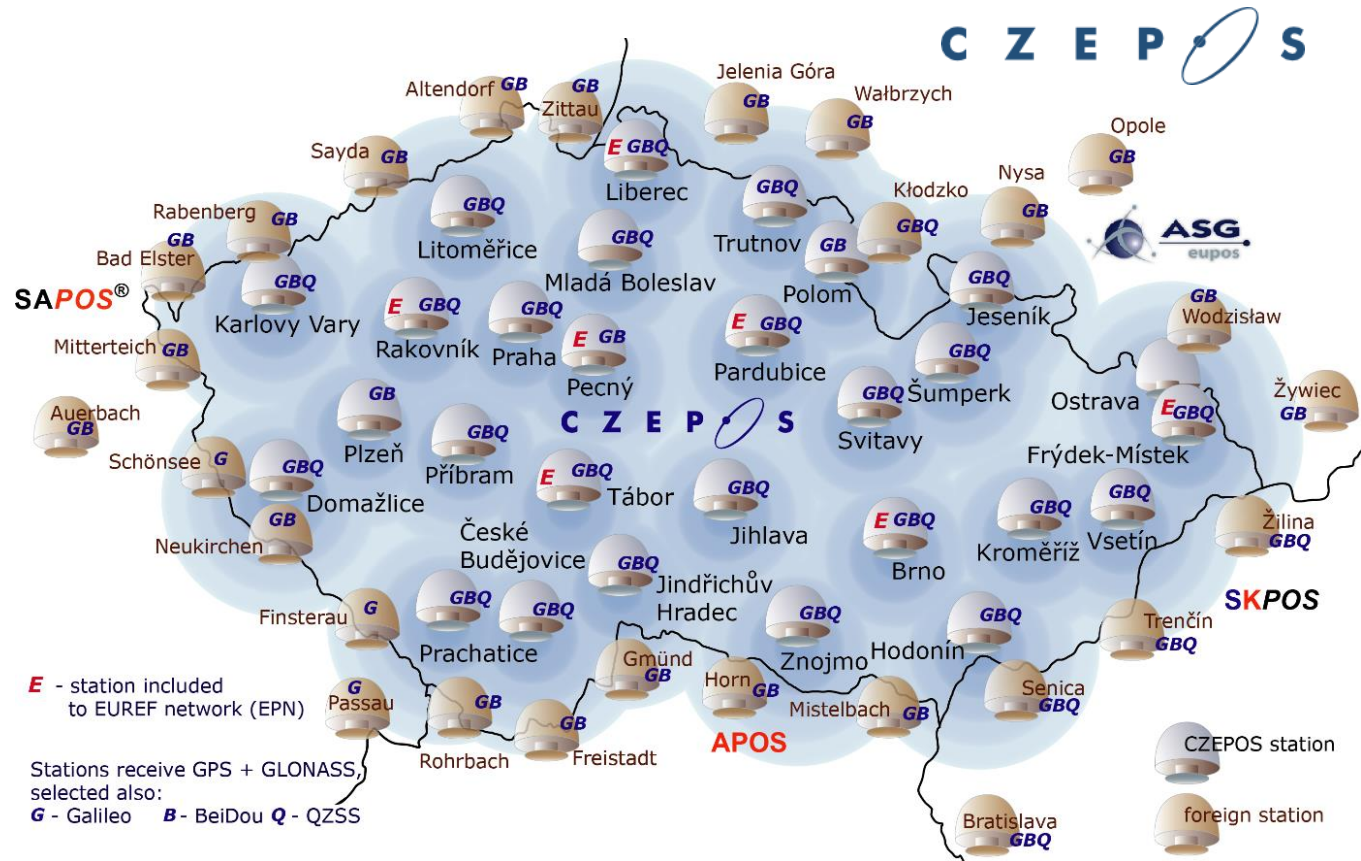 C Z E P O S
Jelenia Góra
GB
Altendorf GB
GB
Zittau
Wałbrzych
GB
Opole
GB
Sayda
GB
E GBQ
Liberec
Nysa
GB
GBQ
Litoměřice
GBQ
Trutnov
Kłodzko
GBQ
Rabenberg
GB
GB
Bad Elster
GBQ
Mladá Boleslav
GB
Polom
ASG
eupos
SAPOS®
GBQ
Karlovy Vary
E GBQ
Rakovník
GBQ
Praha
E GB
Pecný
E GBQ
Pardubice
GBQ
Jeseník
GB
Wodzisław
Mitterteich GB
GBQ
Šumperk
Ostrava
Auerbach
GB
GB
Plzeň
GBQ
Příbram
C Z E P O S
GBQ
Svitavy
E GBQ
Frýdek-Místek
Żywiec
GB
Schönsee G
GBQ
Domažlice
E GBQ
Tábor
GBQ
Jihlava
E GBQ
Brno
GBQ
Kroměříž
GBQ
Vsetín
Žilina
GBQ
GB
Neukirchen
České
Budějovice
GBQ
Jindřichův
Hradec
SKPOS
Finsterau
G
GBQ
Prachatice
GBQ
GBQ
Znojmo
GBQ
Hodonín
Trenčín
GBQ
G
Passau
GB
Rohrbach
GB
Freistadt
Gmünd
GB
Horn
GB
APOS
Mistelbach
GB
Senica
GBQ
E - station included
to EUREF network (EPN)
CZEPOS station
Stations receive GPS + GLONASS,
selected also:
G - Galileo B - BeiDou Q - QZSS
Bratislava
GBQ
foreign station